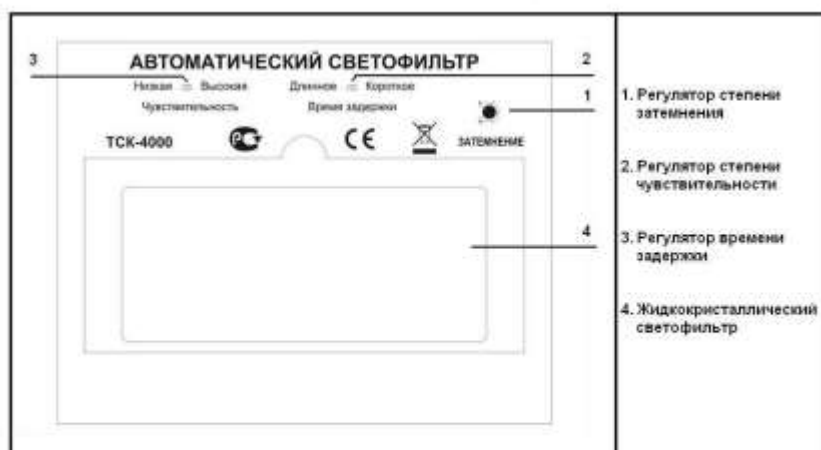 3
АВТОМАТИЧЕСКИЙ СВЕТОФИЛЬТР
2
Низкая Высокая Длинное Короткое
Чувствительность Время задержки
1
ТСК-4000 РС CE ЗАТЕМНЕНИЕ
4
1. Регулятор степени
затемнения
2. Регулятор степени
чувствительности
3. Регулятор времени
задержки
4. Жидкокристаллический
светофильтр